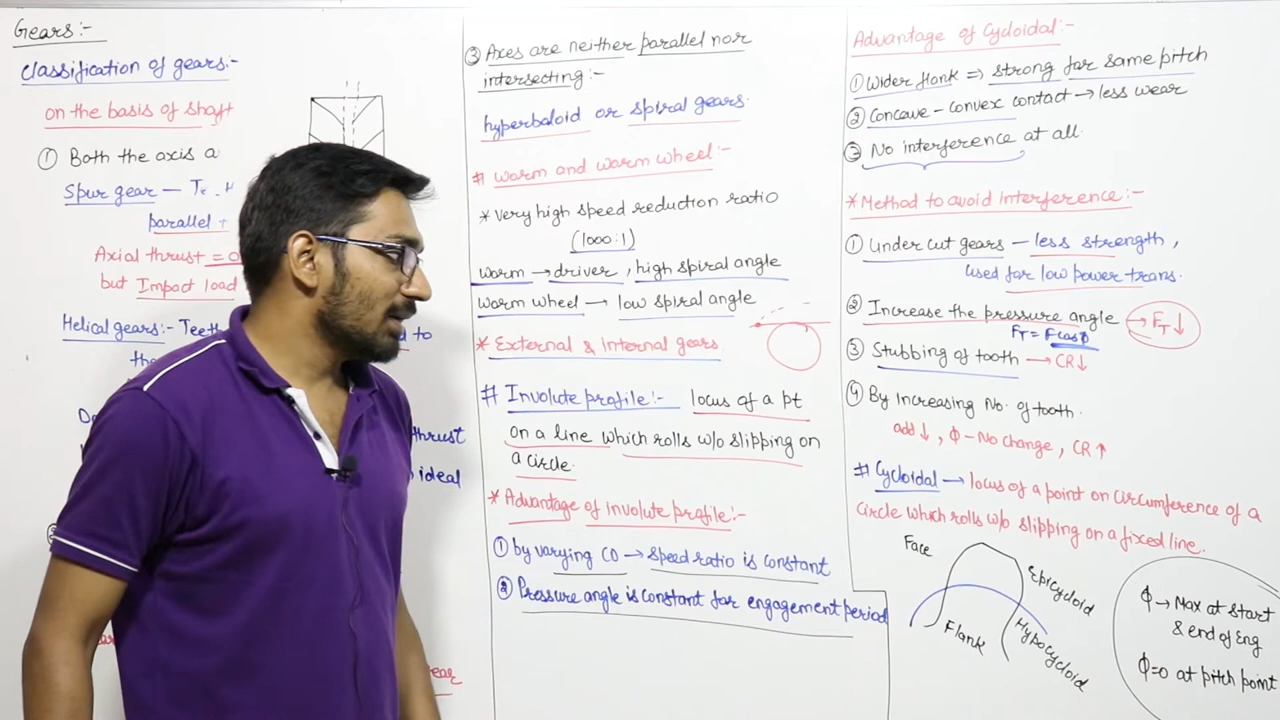 Gears:-
Classification of gears:-
on the basis of shaft
① Both the axis a
Spur gear — Te
parallel
Axial thrust = 0
but Impact load
Helical gears:- Teeth
to
the
thrust
ideal
ear
③ Axes are neither parallel nor
intersecting:-
hyperbaloid or spiral gears.
# worm and worm wheel:-
* Very high speed reduction ratio
(1000:1)
worm → driver, high spiral angle
worm wheel → low spiral angle
* External & Internal gears.
# Involute profile:- locus of a pt
on a line which rolls w/o slipping on
a circle.
* Advantage of involute profile:-
① by varying CD → speed ratio is constant
② Pressure angle is constant for engagement period
Advantage of Cycloidal:-
① Wider flank ⇒ strong for same pitch
② Concave - convex contact → less wear
③ No interference at all.
* Method to avoid Interference:-
① Under cut gears — less strength,
used for low power trans.
② Increase the pressure angle → FT↓
FT = F cos φ
③ Stubbing of tooth → CR↓
④ By increasing No. of tooth.
add↓, φ - No change, CR↑
# Cycloidal → locus of a point on circumference of a
circle which rolls w/o slipping on a fixed line.
Face
Epicycloid
Flank
Hypocycloid
φ → Max at start
& end of Eng
φ=0 at pitch point